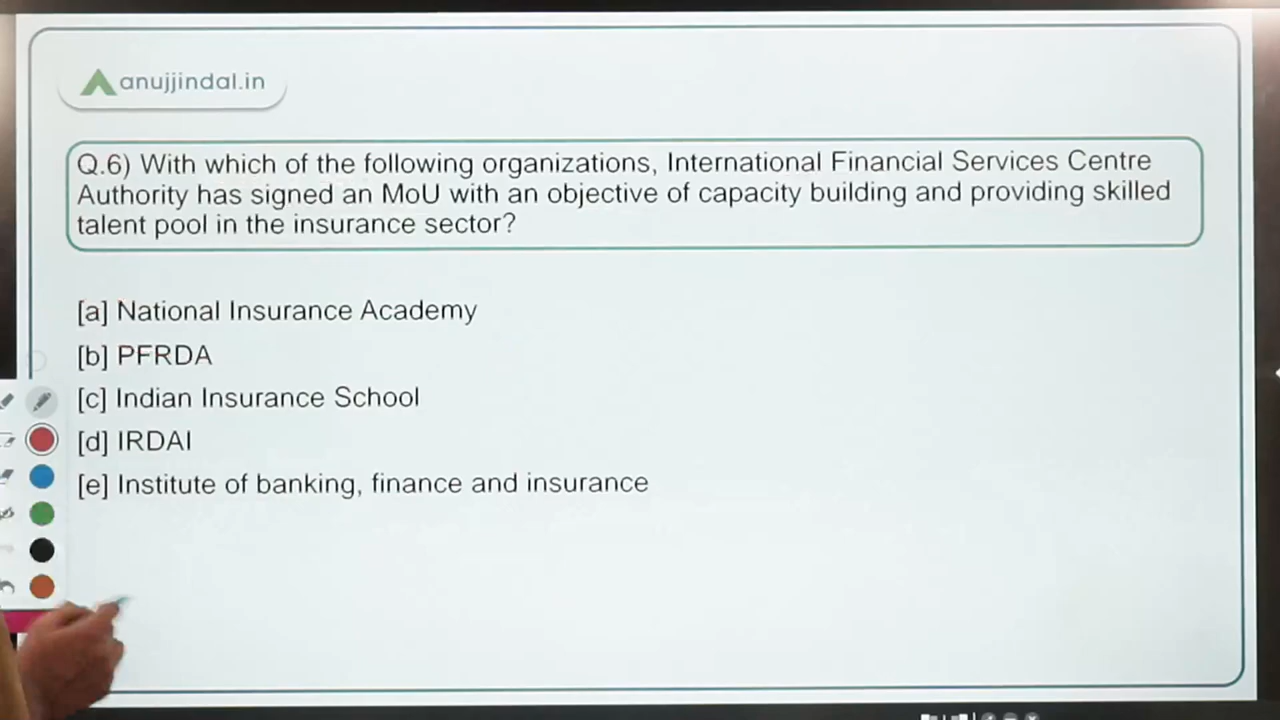 anujjindal.in
Q.6) With which of the following organizations, International Financial Services Centre
Authority has signed an MoU with an objective of capacity building and providing skilled
talent pool in the insurance sector?
[a] National Insurance Academy
[b] PFRDA
[c] Indian Insurance School
[d] IRDAI
[e] Institute of banking, finance and insurance